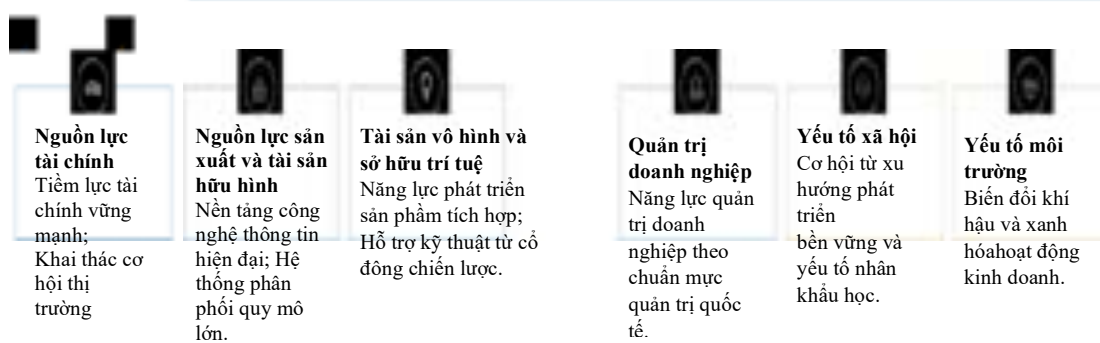 Nguồn lực
tài chính
Tiềm lực tài
chính vững
mạnh;
Khai thác cơ
hội thị
trường
Nguồn lực sản
xuất và tài sản
hữu hình
Nền tảng công
nghệ thông tin
hiện đại; Hệ
thống phân
phối quy mô
lớn.
Tài sản vô hình và
sở hữu trí tuệ
Năng lực phát triển
sản phầm tích hợp;
Hỗ trợ kỹ thuật từ cổ
đông chiến lược.
Quản trị
doanh nghiệp
Năng lực quản
trị doanh
nghiệp theo
chuẩn mực
quản trị quốc
tế.
Yếu tố xã hội
Cơ hội từ xu
hướng phát
triển
bền vững và
yếu tố nhân
khẩu học.
Yếu tố môi
trường
Biến đổi khí
hậu và xanh
hóahoạt động
kinh doanh.